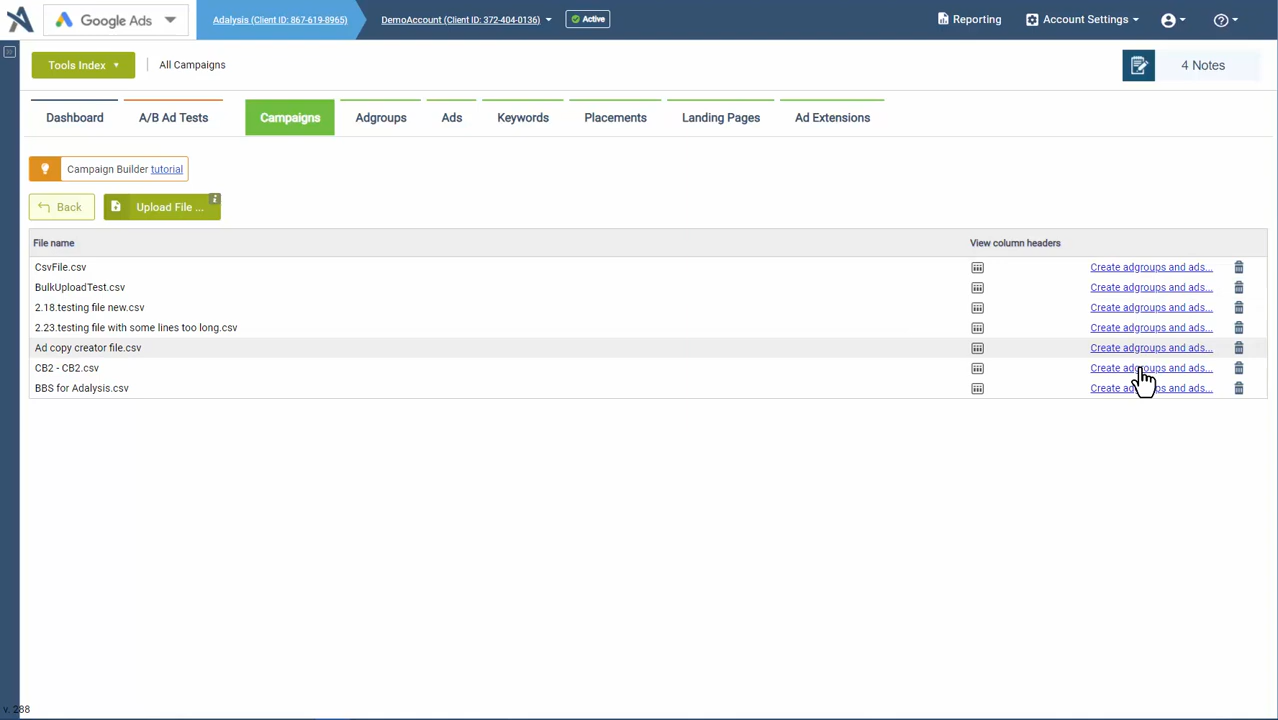 Google Ads
Adalysis (Client ID: 867-619-8965)
DemoAccount (Client ID: 372-404-0136)
Active
Reporting
Account Settings
Tools Index
All Campaigns
4 Notes
Dashboard
A/B Ad Tests
Campaigns
Adgroups
Ads
Keywords
Placements
Landing Pages
Ad Extensions
Campaign Builder tutorial
Back
Upload File ...
File name
View column headers
CsvFile.csv
Create adgroups and ads...
BulkUploadTest.csv
Create adgroups and ads...
2.18.testing file new.csv
Create adgroups and ads...
2.23.testing file with some lines too long.csv
Create adgroups and ads...
Ad copy creator file.csv
Create adgroups and ads...
CB2 - CB2.csv
Create adgroups and ads...
BBS for Adalysis.csv
Create adgroups and ads...
v. 288